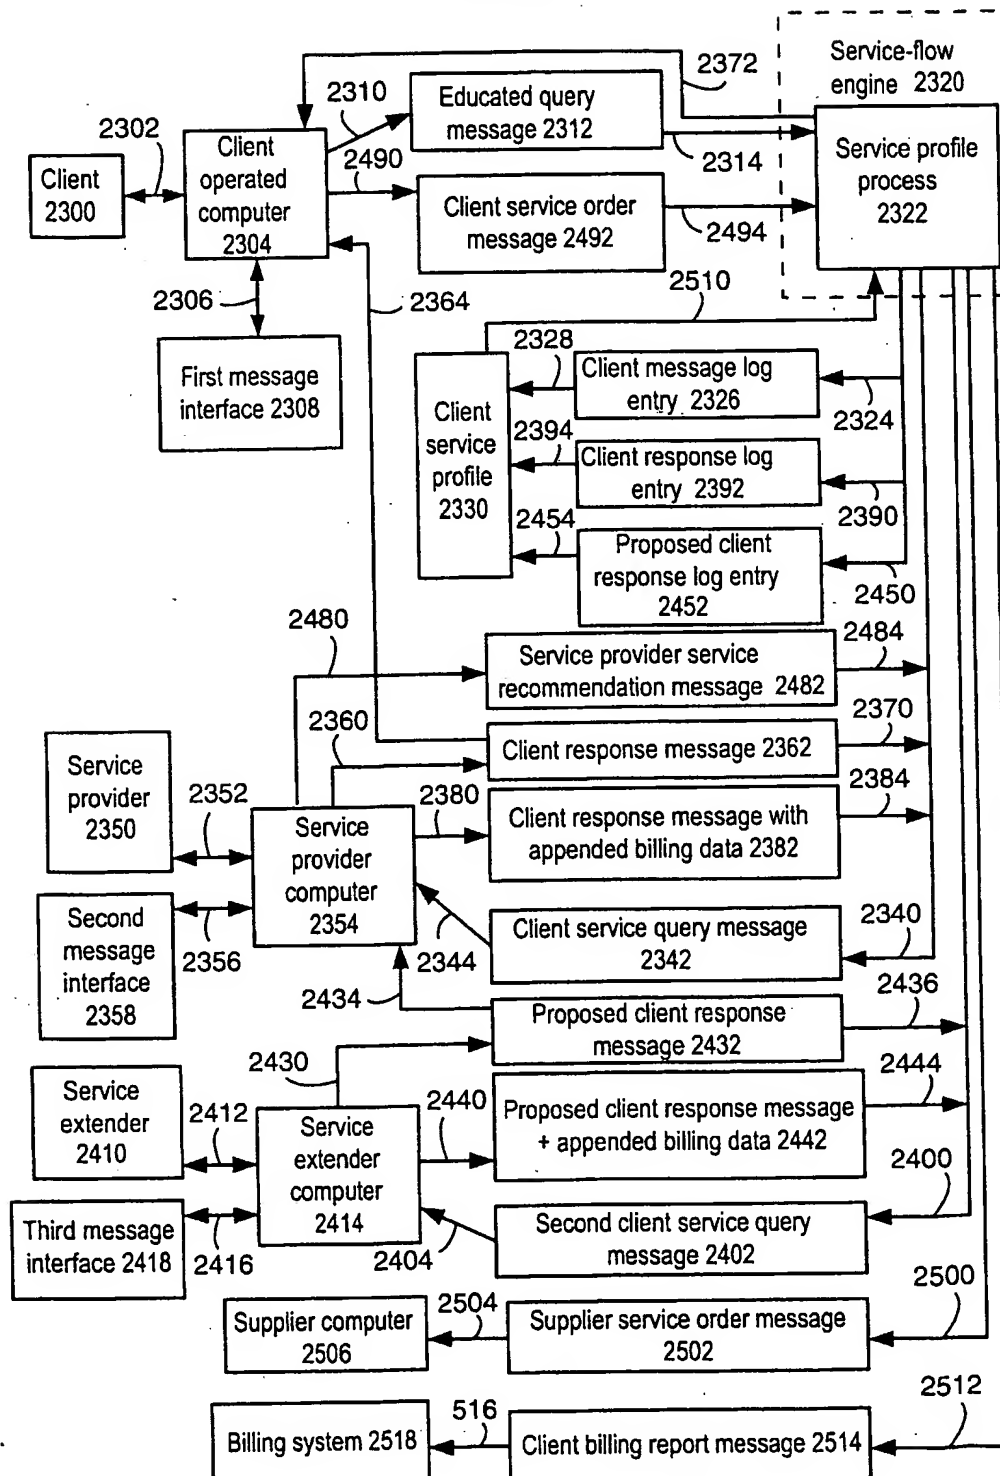 Service-flow
engine 2320
2372
2310
Educated query
message 2312
2302
2314
Client
operated
computer
2304
2490
Service profile
process
2322
Client
2300
Client service order
message 2492
2494
2306
2364
2510
First message
interface 2308
2328
Client message log
entry 2326
2324
Client
service
profile
2330
2394
Client response log
entry 2392
2390
2454
Proposed client
response log entry
2452
2450
2480
2484
Service provider service
recommendation message 2482
2360
2370
Client response message 2362
Service
provider
2350
2352
2380
2384
Service
provider
computer
2354
Client response message with
appended billing data 2382
Second
message
interface
2358
2356
2344
Client service query message
2342
2340
2434
2436
Proposed client response
message 2432
2430
2444
Service
extender
2410
2412
2440
Proposed client response message
+ appended billing data 2442
Service
extender
computer
2414
2400
Third message
interface 2418
2416
2404
Second client service query
message 2402
2500
Supplier computer
2506
2504
Supplier service order message
2502
2512
Billing system 2518
516
Client billing report message 2514